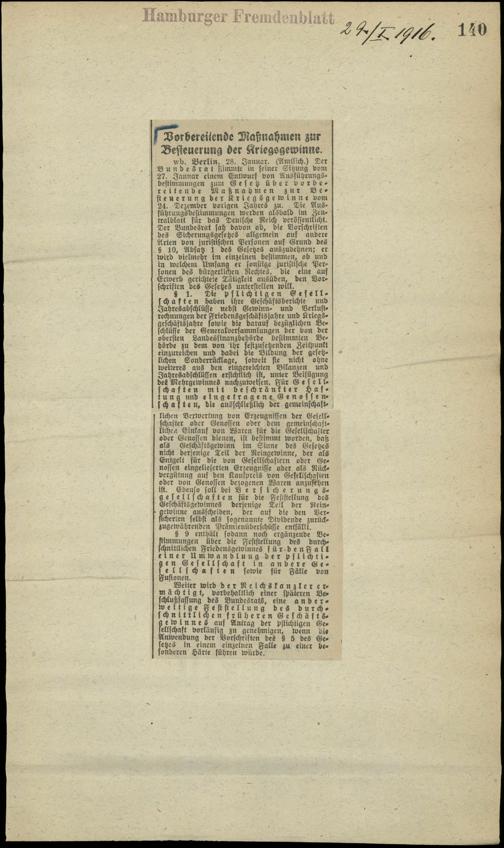 Hamburger Fremdenblatt
29./I. 1916.
140
Vorbereitende Maßnahmen zur
Besteuerung der Kriegsgewinne.
wb. Berlin, 28. Januar. (Amtlich.) Der
Bundesrat stimmte in seiner Sitzung vom
27. Januar einem Entwurf von Ausführungs-
bestimmungen zum Gesetz über vorbe-
reitende Maßnahmen zur Be-
steuerung der Kriegsgewinne vom
24. Dezember vorigen Jahres zu. Die Aus-
führungsbestimmungen werden alsbald im Zen-
tralblatt für das Deutsche Reich veröffentlicht.
Der Bundesrat sah davon ab, die Vorschriften
des Sicherungsgesetzes allgemein auf andere
Arten von juristischen Personen auf Grund des
§ 10, Absatz 1 des Gesetzes auszudehnen; er
wird vielmehr im einzelnen bestimmen, ob und
in welchem Umfang er sonstige juristische Per-
sonen des bürgerlichen Rechtes, die eine auf
Erwerb gerichtete Tätigkeit ausüben, den Vor-
schriften des Gesetzes unterstellen will.
§ 1. Die pflichtigen Gesell-
schaften haben ihre Geschäftsberichte und
Jahresabschlüsse nebst Gewinn- und Verlust-
rechnungen der Friedensgeschäftsjahre und Kriegs-
geschäftsjahre sowie die darauf bezüglichen Be-
schlüsse der Generalversammlungen der von der
obersten Landesfinanzbehörde bestimmten Be-
hörde zu dem von ihr festzusetzenden Zeitpunkt
einzureichen und dabei die Bildung der gesetz-
lichen Sonderrücklage, soweit sie nicht ohne
weiteres aus den eingereichten Bilanzen und
Jahresabschlüssen ersichtlich ist, unter Beifügung
des Mehrgewinnes nachzuweisen. Für Gesell-
schaften mit beschränkter Haf-
tung und eingetragene Genossen-
schaften, die ausschließlich der gemeinschaft-
lichen Verwertung von Erzeugnissen der Gesell-
schafter oder Genossen oder dem gemeinschaft-
lichen Einkauf von Waren für die Gesellschafter
oder Genossen dienen, ist bestimmt worden, daß
als Geschäftsgewinn im Sinne des Gesetzes
nicht derjenige Teil der Reingewinne, der als
Entgelt für die von Gesellschaftern oder Ge-
nossen eingelieferten Erzeugnisse oder als Rück-
vergütung auf den Kaufpreis von Gesellschaften
oder von Genossen bezogenen Waren anzusehen
ist. Ebenso soll bei Versicherungs-
gesellschaften für die Feststellung des
Geschäftsgewinnes derjenige Teil der Rein-
gewinne ausscheiden, der auf die den Ver-
sicherten selbst als sogenannte Dividende zurück-
zugewährenden Prämienüberschüsse entfällt.
§ 9 enthält sodann noch ergänzende Be-
stimmungen über die Feststellung des durch-
schnittlichen Friedensgewinnes für den Fall
einer Umwandlung der pflichti-
gen Gesellschaft in andere Ge-
sellschaften sowie für Fälle von
Fusionen.
Weiter wird der Reichskanzler er-
mächtigt, vorbehaltlich einer späteren Be-
schlußfassung des Bundesrats, eine ander-
weitige Feststellung des durch-
schnittlichen früheren Geschäfts-
gewinnes auf Antrag der pflichtigen Ge-
sellschaft vorläufig zu genehmigen, wenn die
Anwendung der Vorschriften des § 5 des Ge-
setzes in einem einzelnen Falle zu einer be-
sonderen Härte führen würde.